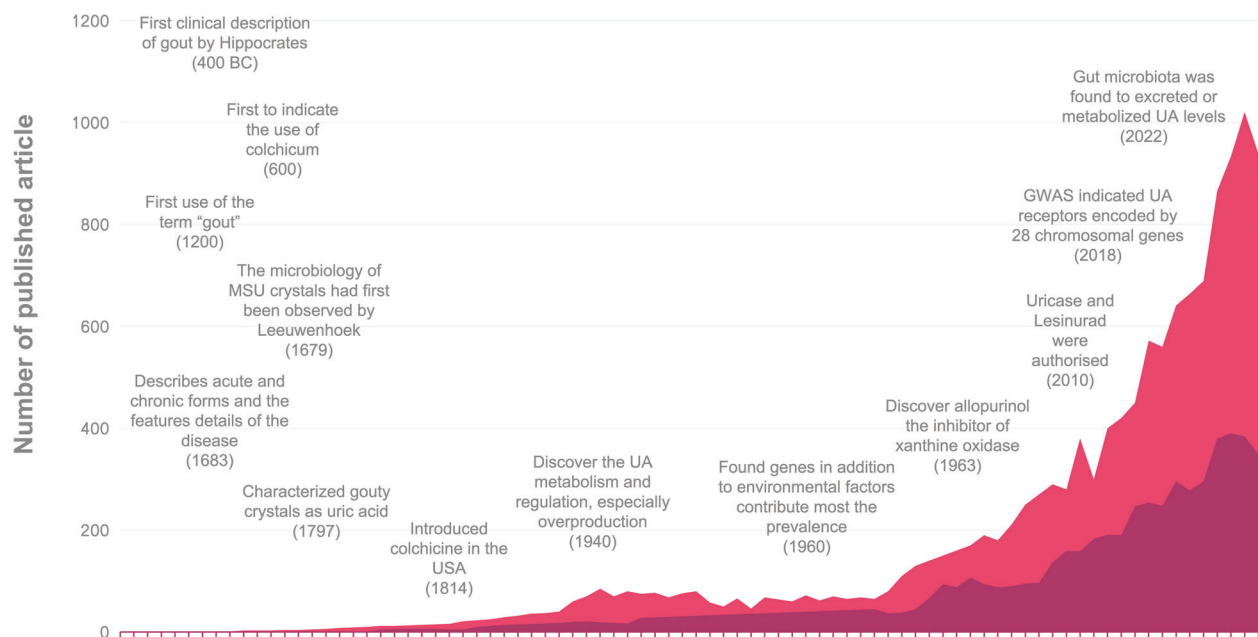 Number of published article
1200
1000
800
600
400
200
0
First clinical description
of gout by Hippocrates
(400 BC)
First to indicate
the use of
colchicum
(600)
First use of the
term “gout”
(1200)
The microbiology of
MSU crystals had first
been observed by
Leeuwenhoek
(1679)
Describes acute and
chronic forms and the
features details of the
disease
(1683)
Characterized gouty
crystals as uric acid
(1797)
Introduced
colchicine in the
USA
(1814)
Discover the UA
metabolism and
regulation, especially
overproduction
(1940)
Found genes in addition
to environmental factors
contribute most the
prevalence
(1960)
Discover allopurinol
the inhibitor of
xanthine oxidase
(1963)
Uricase and
Lesinurad
were
authorised
(2010)
GWAS indicated UA
receptors encoded by
28 chromosomal genes
(2018)
Gut microbiota was
found to excreted or
metabolized UA levels
(2022)